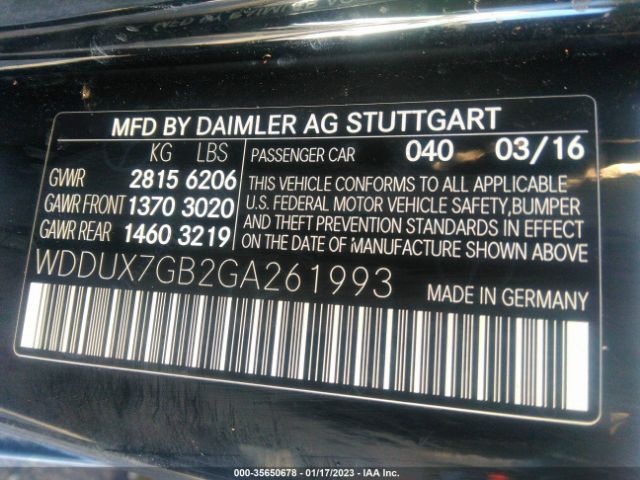 MFD BY DAIMLER AG STUTTGART
KG LBS
GVWR 2815 6206
GAWR FRONT 1370 3020
GAWR REAR 1460 3219
PASSENGER CAR 040 03/16
THIS VEHICLE CONFORMS TO ALL APPLICABLE
U.S. FEDERAL MOTOR VEHICLE SAFETY,BUMPER
AND THEFT PREVENTION STANDARDS IN EFFECT
ON THE DATE OF MANUFACTURE SHOWN ABOVE
WDDUX7GB2GA261993
MADE IN GERMANY
000-35650678 - 01/17/2023 - IAA Inc.